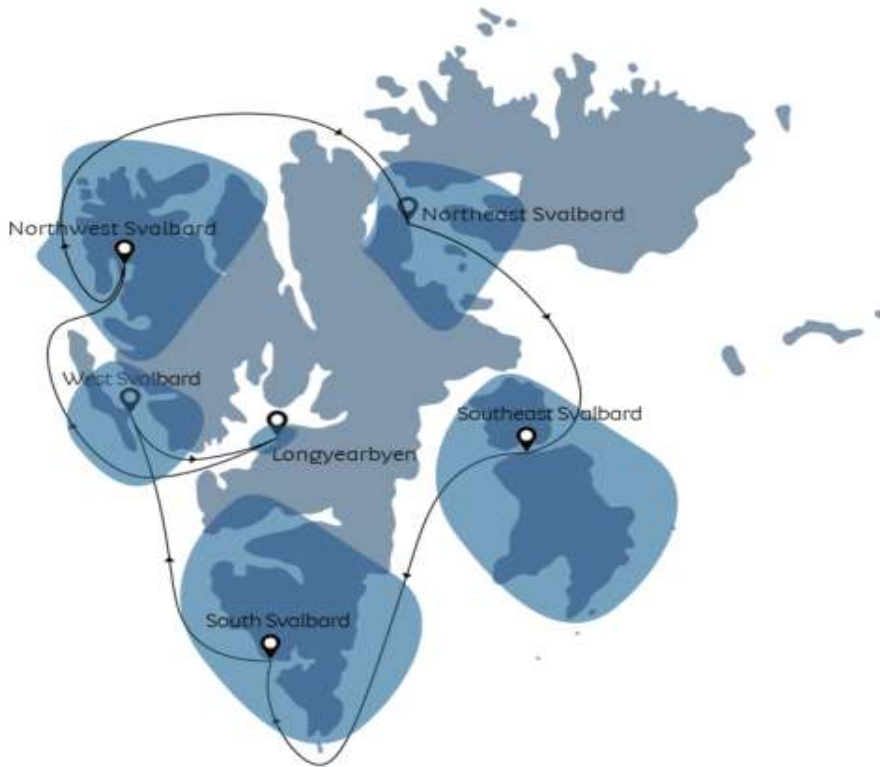 Northwest Svalbard
Northeast Svalbard
West Svalbard
Southeast Svalbard
Longyearbyen
South Svalbard